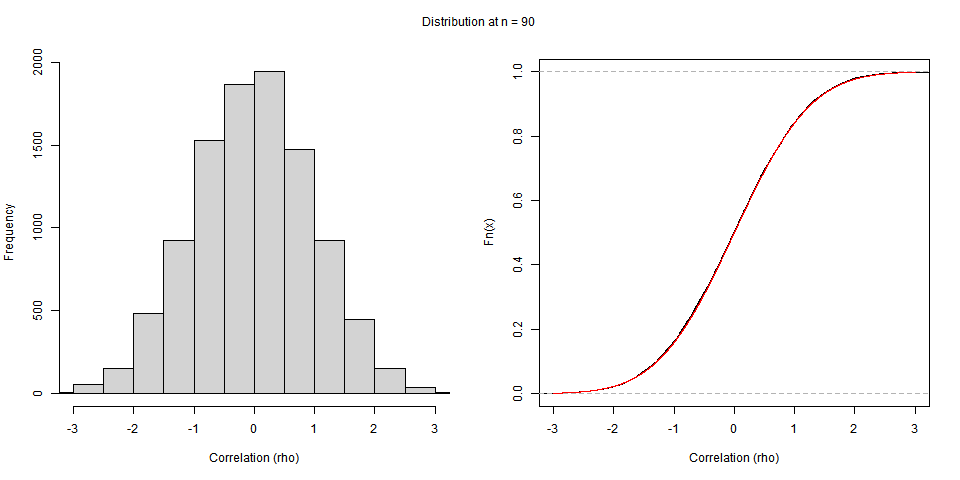 Distribution at n = 90
Frequency
2000
1500
1000
500
0
-3 -2 -1 0 1 2 3
Correlation (rho)
Fn(x)
1.0
0.8
0.6
0.4
0.2
0.0
-3 -2 -1 0 1 2 3
Correlation (rho)